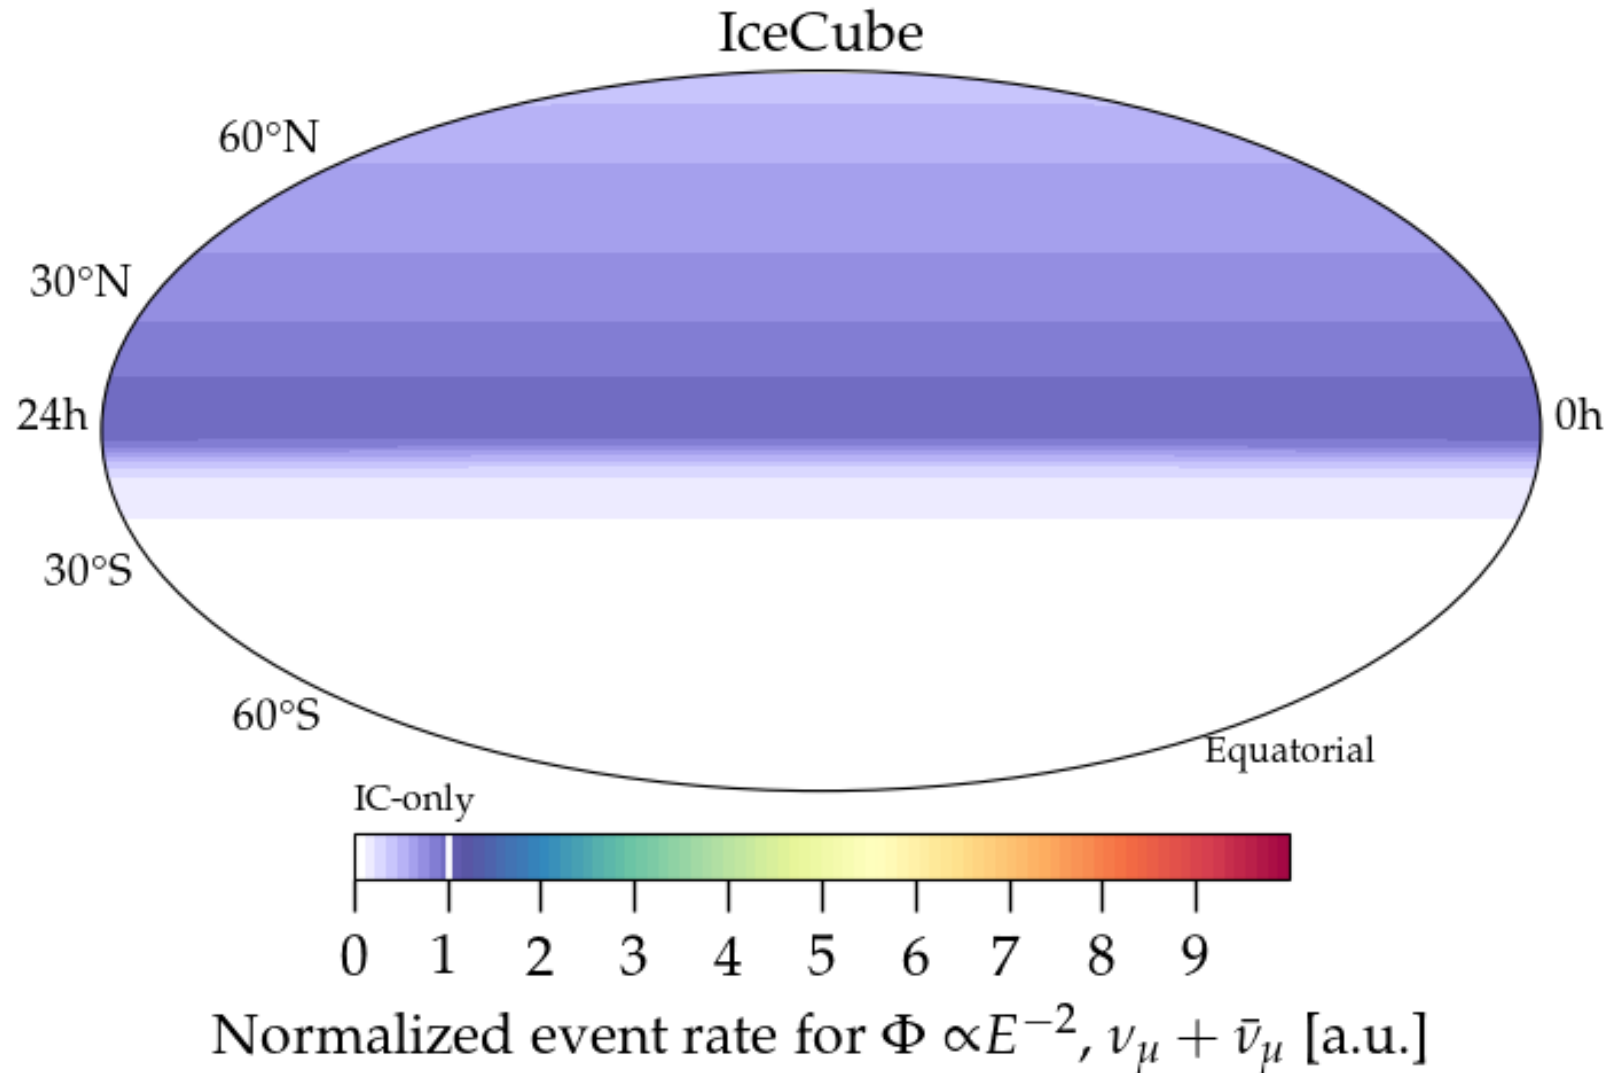 IceCube
60°N
30°N
24h
0h
30°S
60°S
Equatorial
IC-only
0 1 2 3 4 5 6 7 8 9
Normalized event rate for Φ ∝E⁻², ν_μ + ν̄_μ [a.u.]